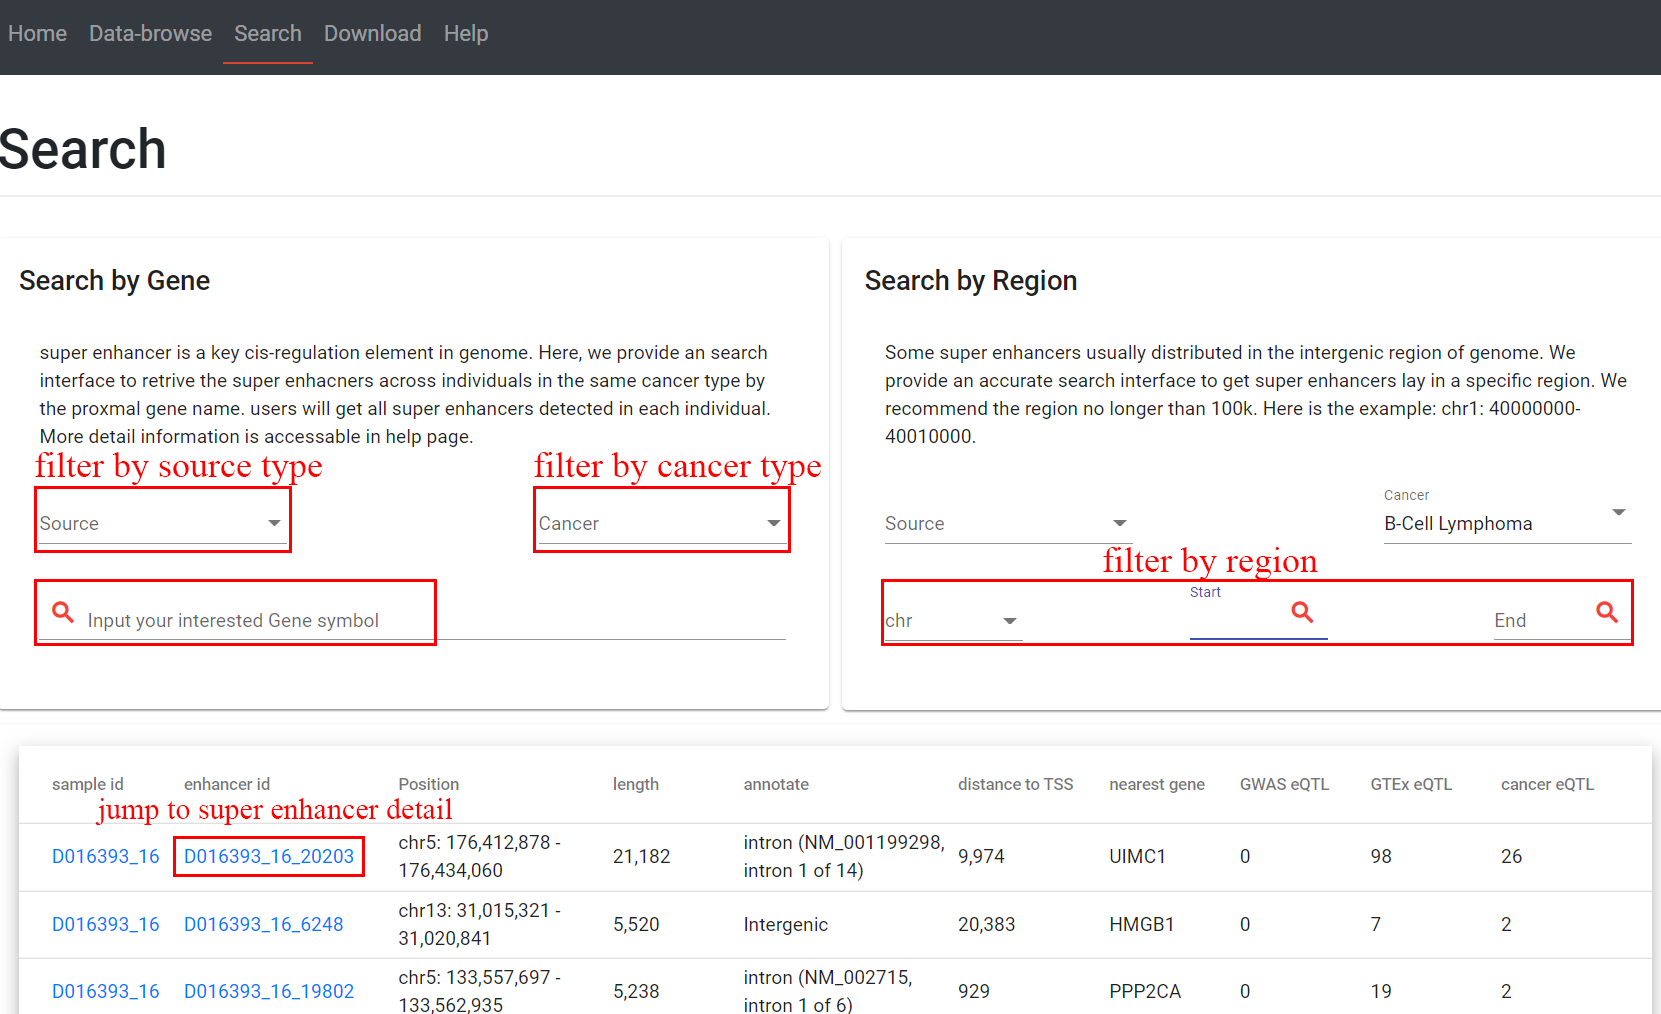 Home Data-browse Search Download Help
Search
Search by Gene
super enhancer is a key cis-regulation element in genome. Here, we provide an search
interface to retrive the super enhacners across individuals in the same cancer type by
the proxmal gene name. users will get all super enhancers detected in each individual.
More detail information is accessable in help page.
filter by source type
filter by cancer type
Source
Cancer
Input your interested Gene symbol
Search by Region
Some super enhancers usually distributed in the intergenic region of genome. We
provide an accurate search interface to get super enhancers lay in a specific region. We
recommend the region no longer than 100k. Here is the example: chr1: 40000000-
40010000.
Source
Cancer
B-Cell Lymphoma
filter by region
chr
Start
End
sample id enhancer id Position length annotate distance to TSS nearest gene GWAS eQTL GTEx eQTL cancer eQTL
jump to super enhancer detail
D016393_16 D016393_16_20203 chr5: 176,412,878 - 21,182 intron (NM_001199298, 9,974 UIMC1 0 98 26
176,434,060 intron 1 of 14)
D016393_16 D016393_16_6248 chr13: 31,015,321 - 5,520 Intergenic 20,383 HMGB1 0 7 2
31,020,841
D016393_16 D016393_16_19802 chr5: 133,557,697 - 5,238 intron (NM_002715, 929 PPP2CA 0 19 2
133,562,935 intron 1 of 6)